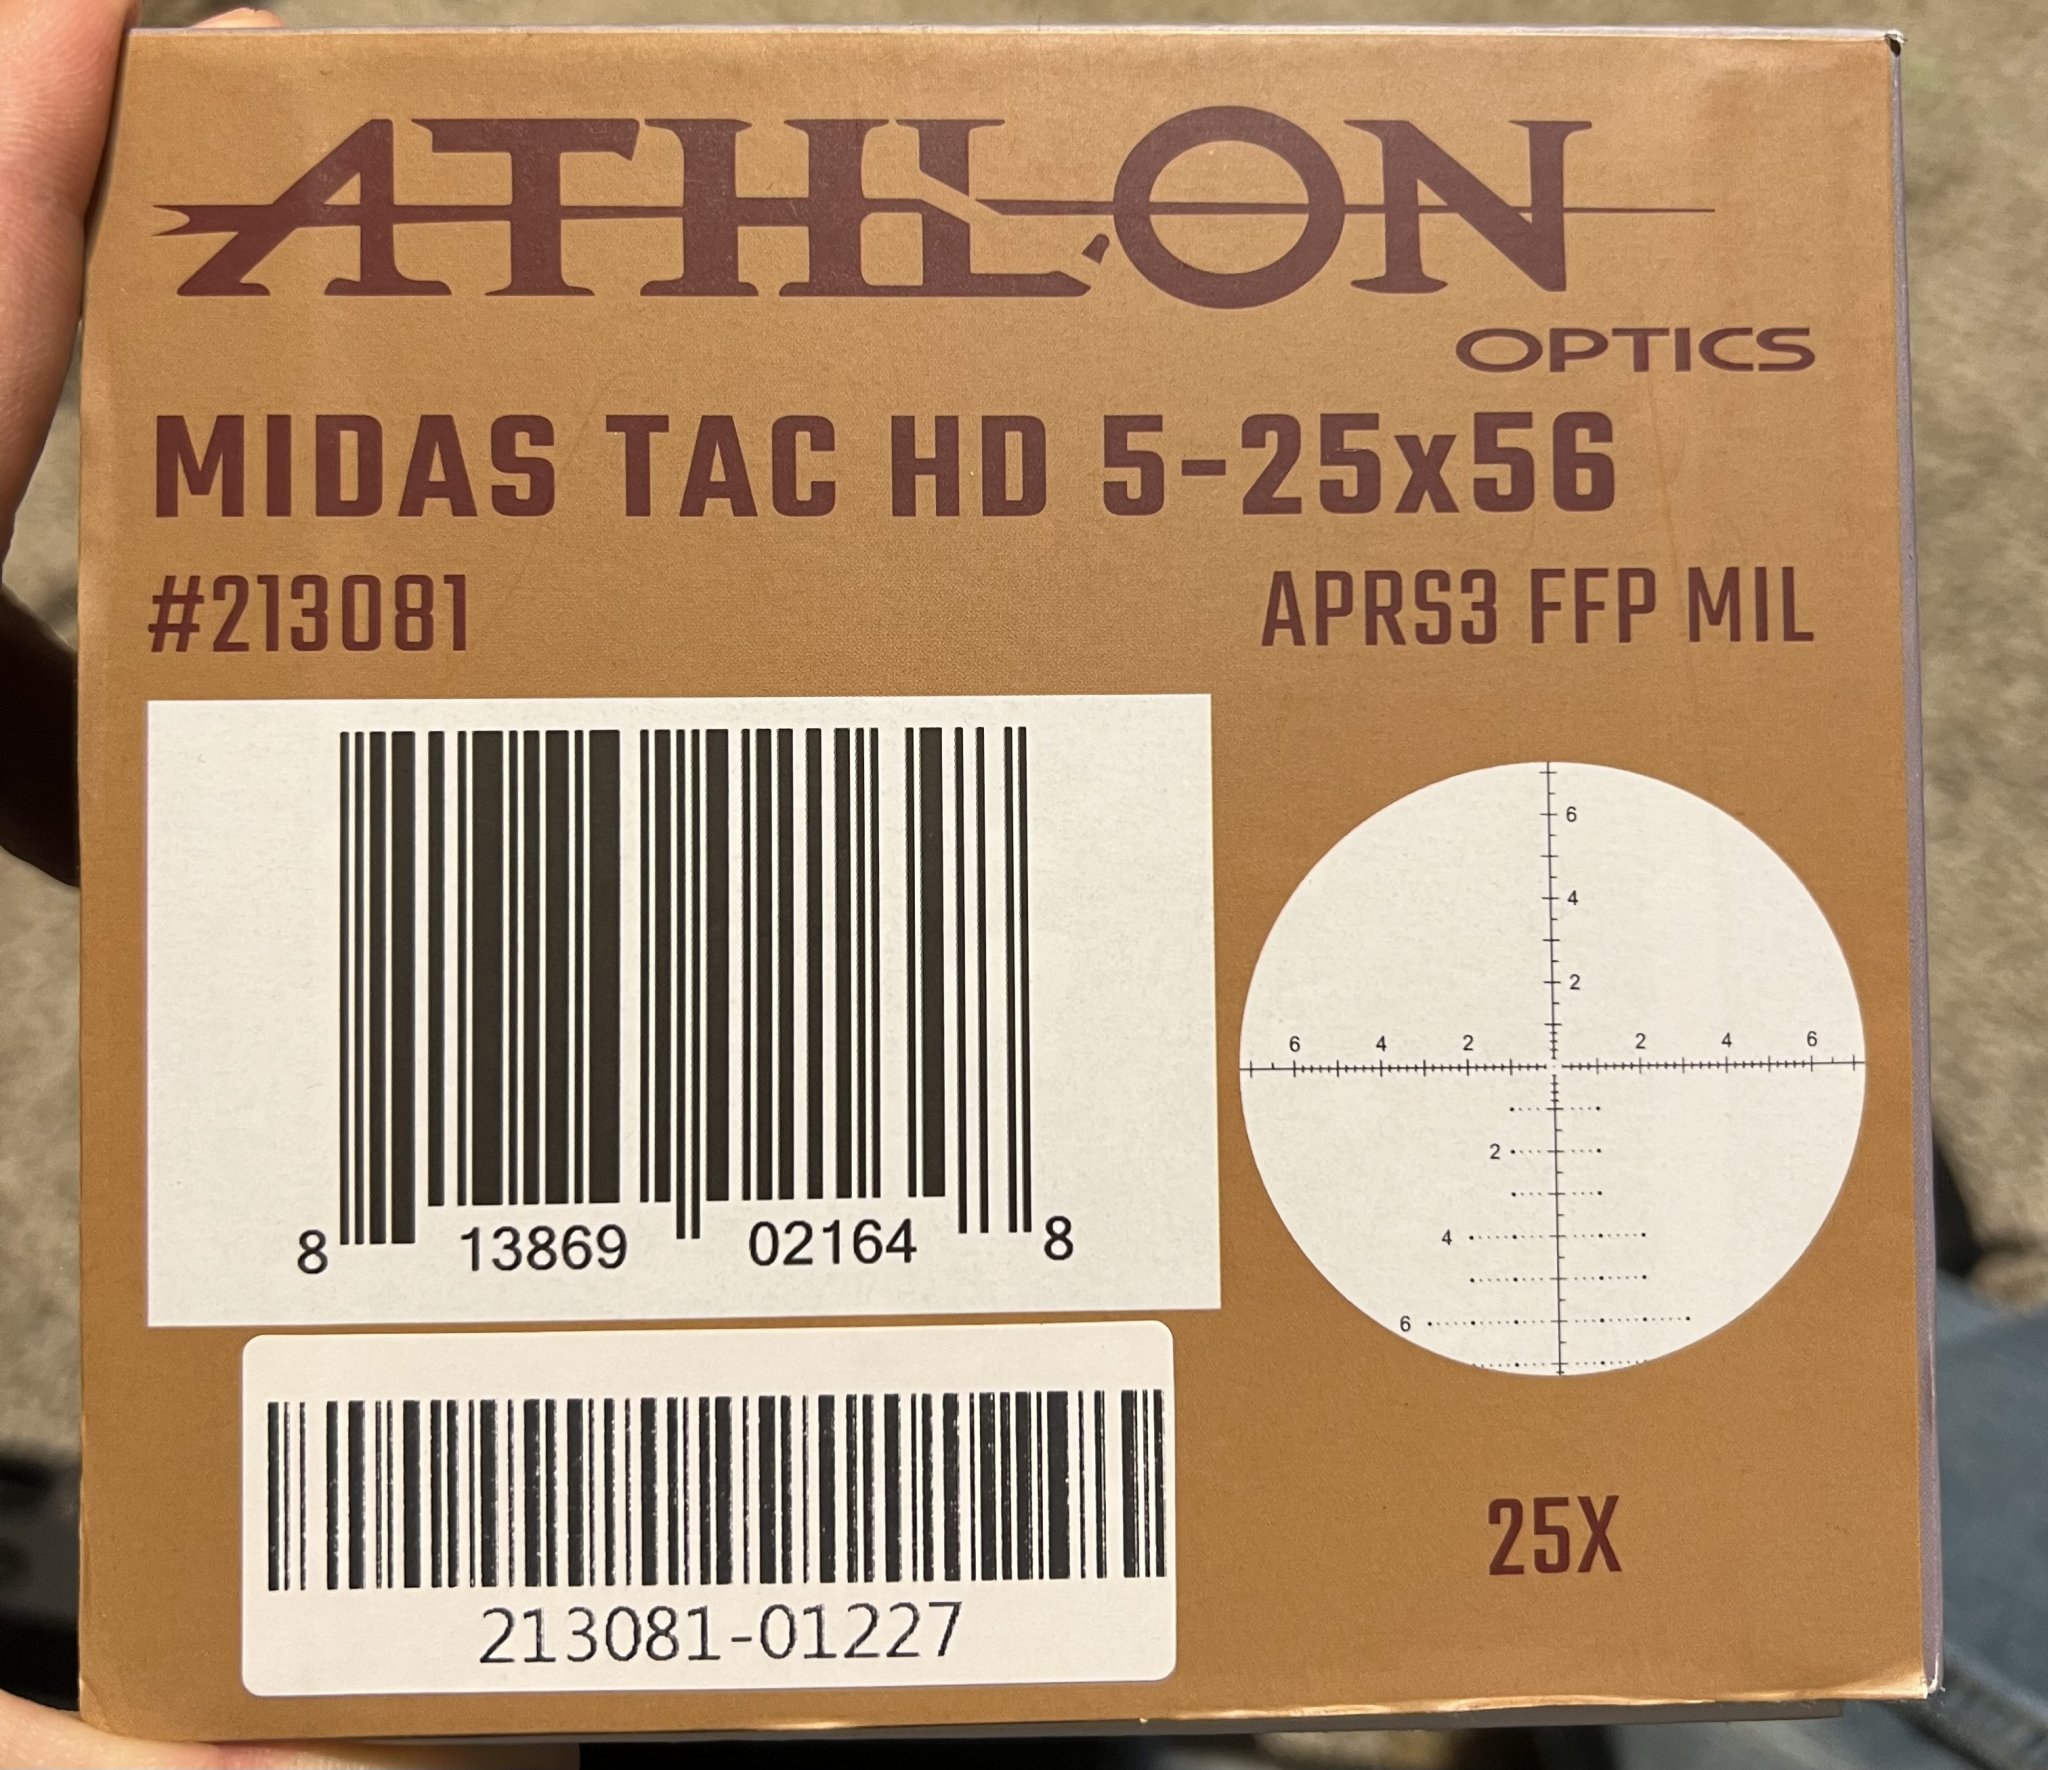 ATHLON
OPTICS
MIDAS TAC HD 5-25x56
#213081 APRS3 FFP MIL
8 13869 02164 8
6
4
2
6 4 2 2 4 6
2
4
6
25X
213081-01227